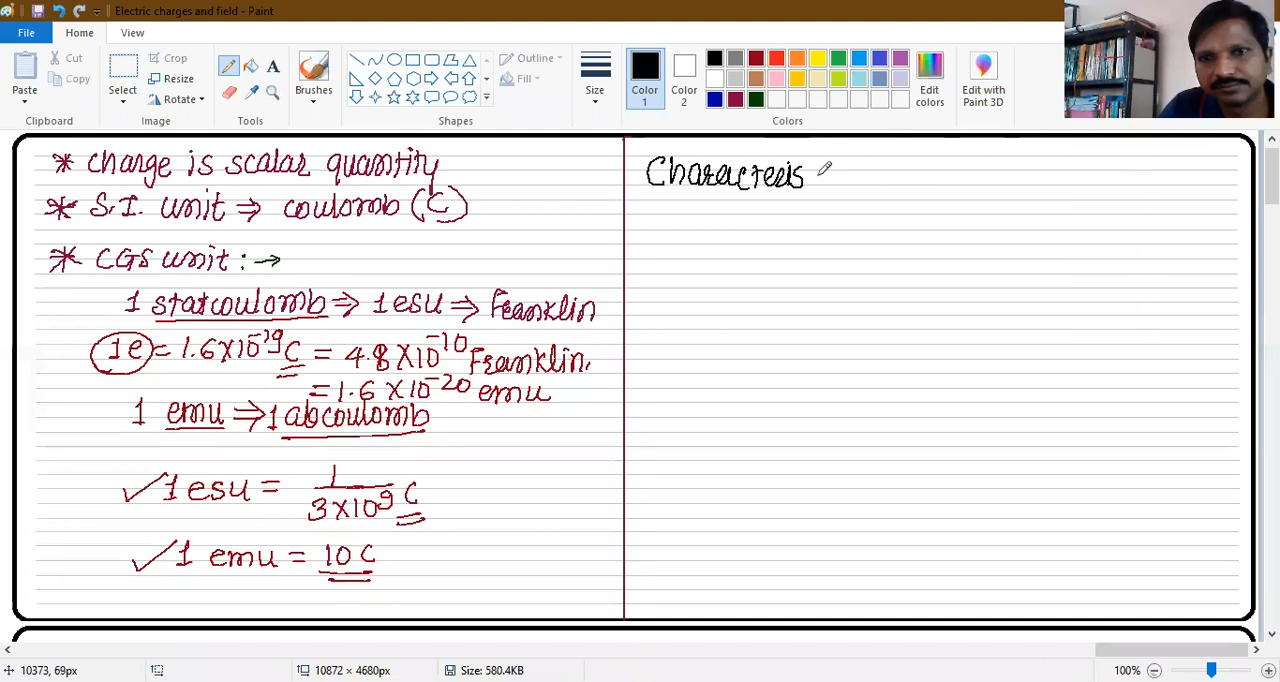 Electric charges and field - Paint
File Home View
Paste Cut Copy Select Crop Resize Rotate Brushes Outline Fill Size Color 1 Color 2 Edit colors Edit with Paint 3D
Clipboard Image Tools Shapes Colors
* Charge is scalar quantity
* S.I. unit ⇒ coulomb (C)
* CGS unit : →
1 statcoulomb ⇒ 1 esu ⇒ Franklin
1e = 1.6 × 10⁻¹⁹ C = 4.8 × 10⁻¹⁰ Franklin.
= 1.6 × 10⁻²⁰ emu
1 emu ⇒ 1 abcoulomb
✓ 1 esu = 1 / 3×10⁹ C
✓ 1 emu = 10 C
Characteris
10373, 69px 10872 × 4680px Size: 580.4KB 100%